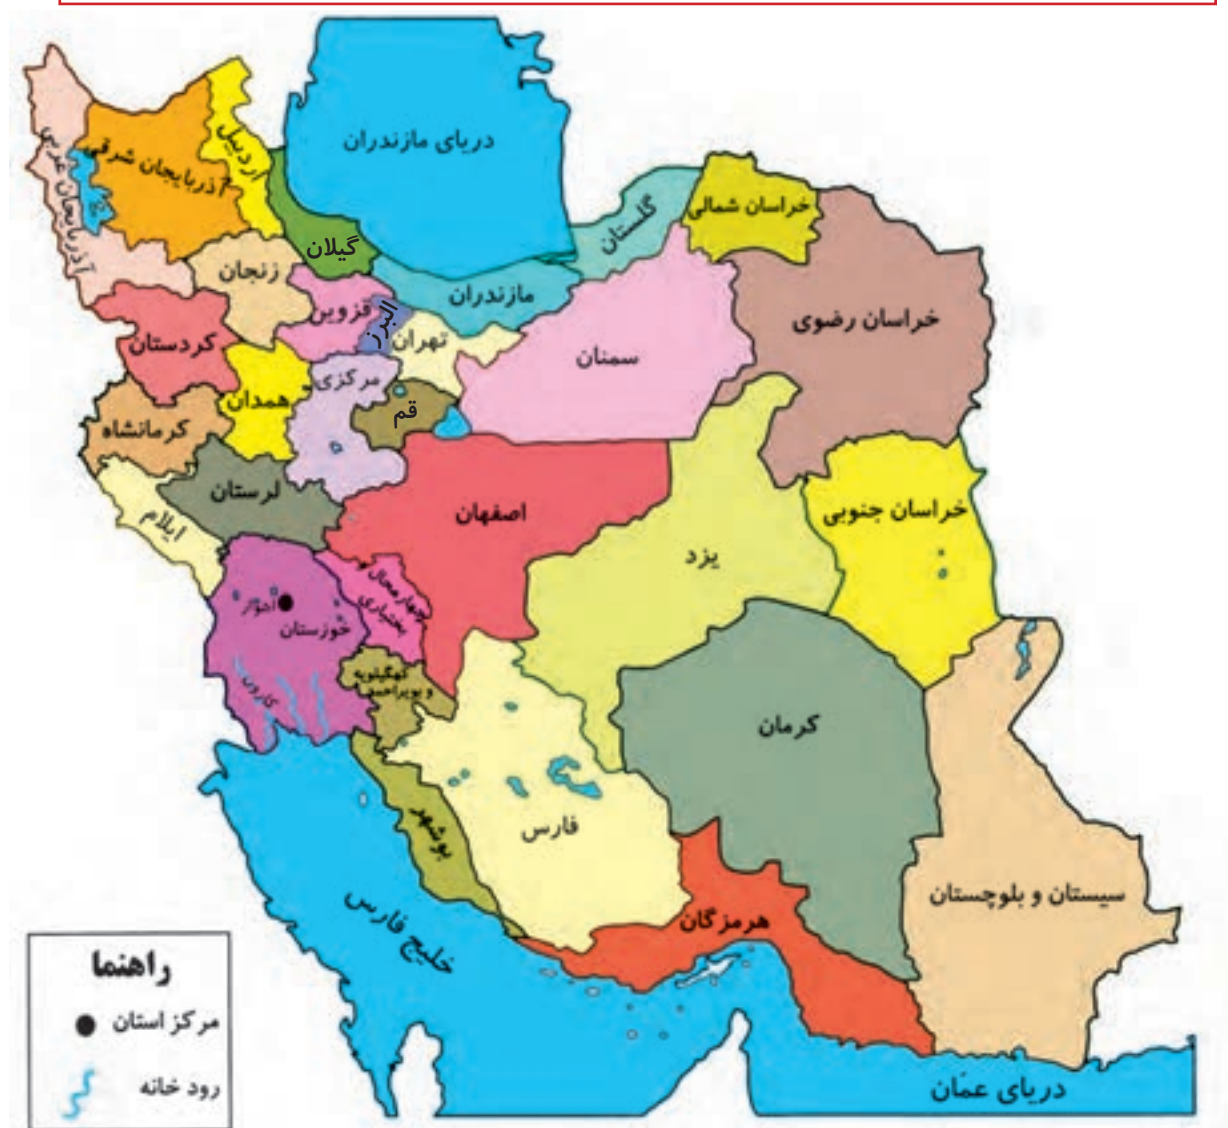 دریای مازندران
آذربایجان غربی
آذربایجان شرقی
اردبیل
گیلان
زنجان
قزوین
البرز
تهران
مازندران
گلستان
خراسان شمالی
خراسان رضوی
سمنان
کردستان
همدان
مرکزی
قم
کرمانشاه
لرستان
ایلام
اصفهان
یزد
خراسان جنوبی
اهواز
خوزستان
کارون
چهارمحال و
بختیاری
کهگیلویه
و بویراحمد
کرمان
فارس
بوشهر
هرمزگان
سیستان و بلوچستان
خلیج فارس
دریای عمّان
راهنما
مرکز استان
رود خانه